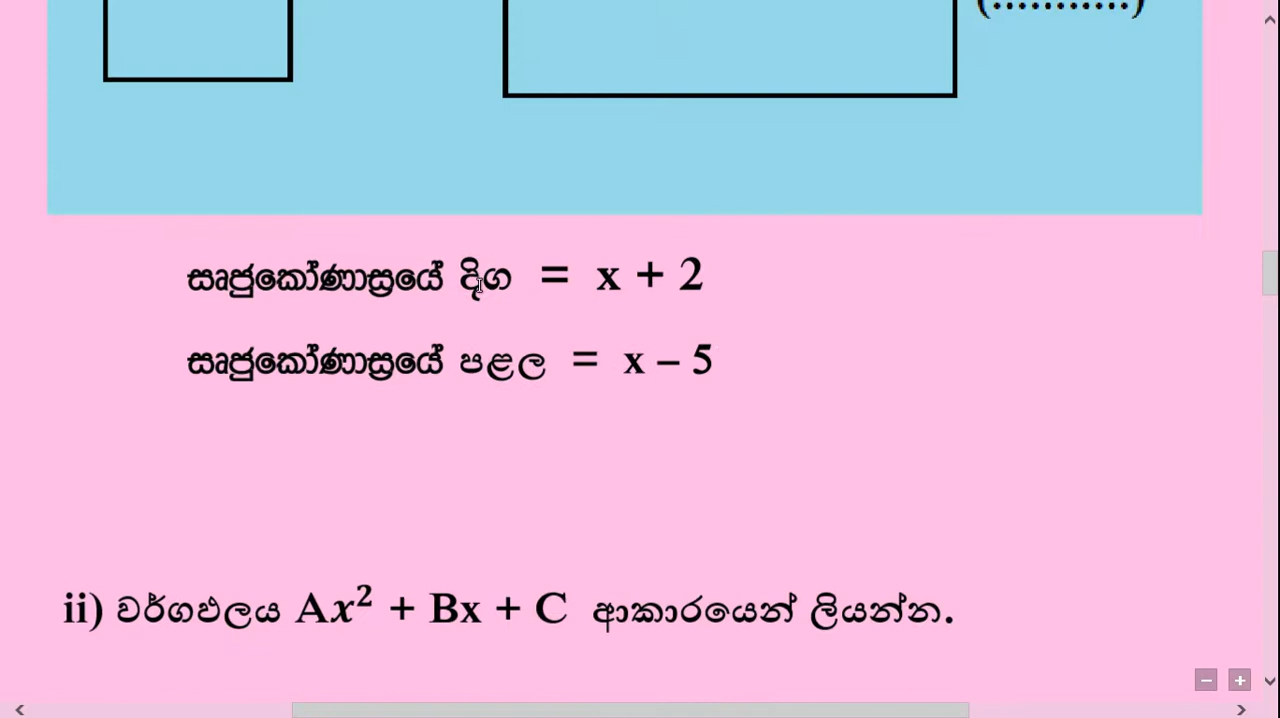 (...........)
සෘජුකෝණාස්‍රයේ දිග = x + 2
සෘජුකෝණාස්‍රයේ පළල = x – 5
ii) වර්ගඵලය Ax² + Bx + C ආකාරයෙන් ලියන්න.